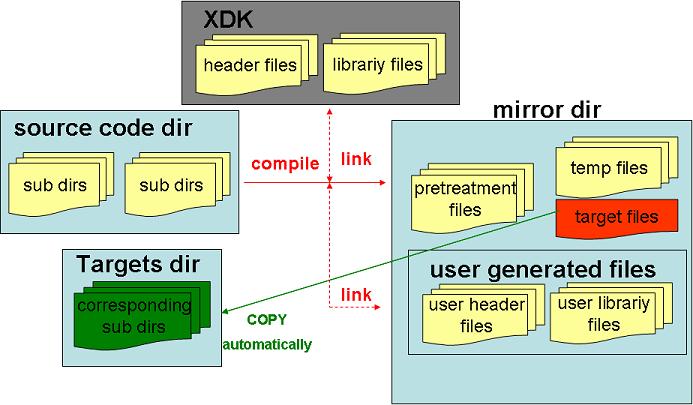 XDK
header files
librariy files
source code dir
sub dirs
sub dirs
compile
link
mirror dir
pretreatment
files
temp files
target files
Targets dir
corresponding
sub dirs
COPY
automatically
link
user generated files
user header
files
user librariy
files